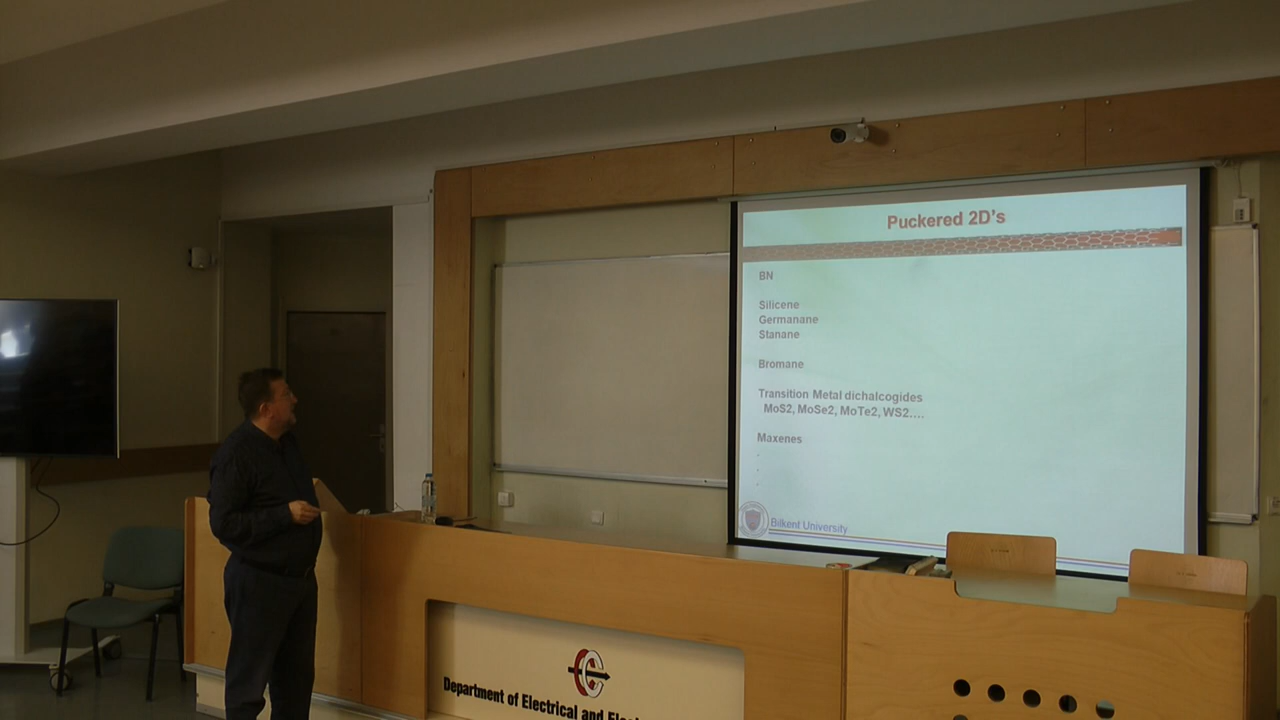 Puckered 2D's
BN
Silicene
Germanane
Stanane
Bromane
Transition Metal dichalcogides
MoS2, MoSe2, MoTe2, WS2....
Maxenes
.
.
.
Bilkent University
Department of Electrical and